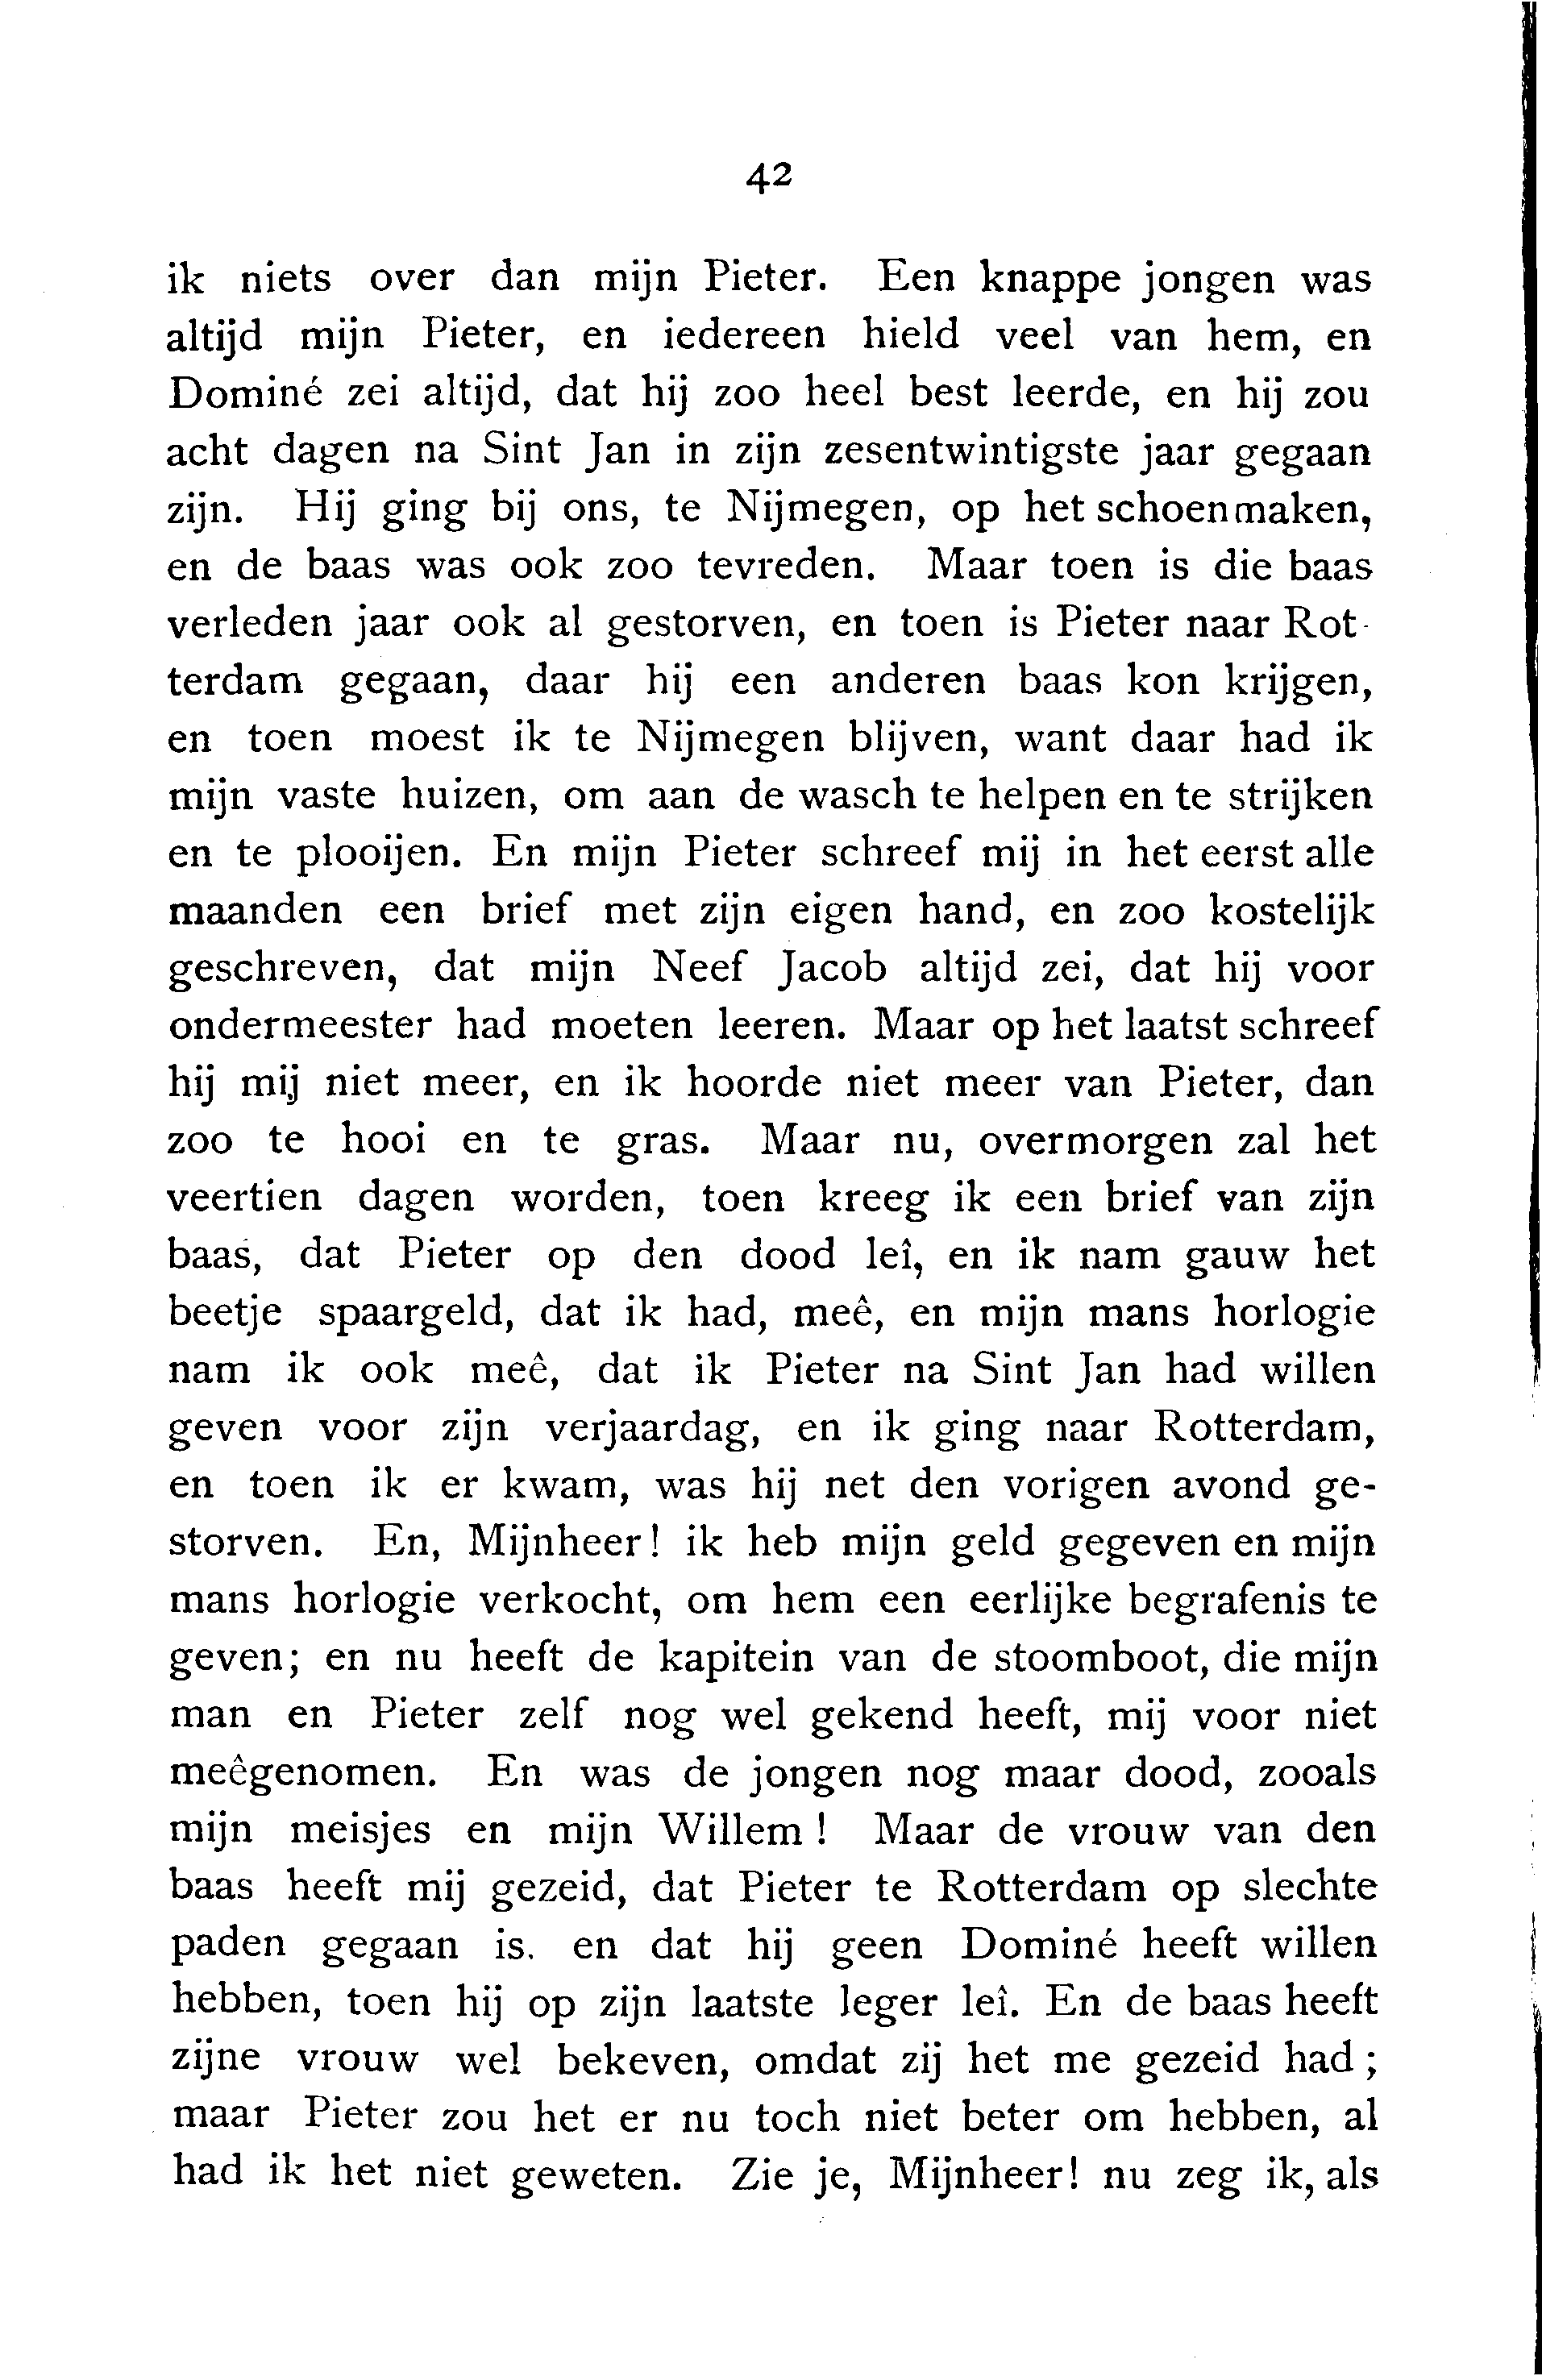 42
ik niets over dan mijn Pieter. Een knappe jongen was
altijd mijn Pieter, en iedereen hield veel van hem, en
Dominé zei altijd, dat hij zoo heel best leerde, en hij zou
acht dagen na Sint Jan in zijn zesentwintigste jaar gegaan
zijn. Hij ging bij ons, te Nijmegen, op het schoenmaken,
en de baas was ook zoo tevreden. Maar toen is die baas
verleden jaar ook al gestorven, en toen is Pieter naar Rot-
terdam gegaan, daar hij een anderen baas kon krijgen,
en toen moest ik te Nijmegen blijven, want daar had ik
mijn vaste huizen, om aan de wasch te helpen en te strijken
en te plooijen. En mijn Pieter schreef mij in het eerst alle
maanden een brief met zijn eigen hand, en zoo kostelijk
geschreven, dat mijn Neef Jacob altijd zei, dat hij voor
ondermeester had moeten leeren. Maar op het laatst schreef
hij mij niet meer, en ik hoorde niet meer van Pieter, dan
zoo te hooi en te gras. Maar nu, overmorgen zal het
veertien dagen worden, toen kreeg ik een brief van zijn
baas, dat Pieter op den dood leî, en ik nam gauw het
beetje spaargeld, dat ik had, meê, en mijn mans horlogie
nam ik ook meê, dat ik Pieter na Sint Jan had willen
geven voor zijn verjaardag, en ik ging naar Rotterdam,
en toen ik er kwam, was hij net den vorigen avond ge-
storven. En, Mijnheer! ik heb mijn geld gegeven en mijn
mans horlogie verkocht, om hem een eerlijke begrafenis te
geven; en nu heeft de kapitein van de stoomboot, die mijn
man en Pieter zelf nog wel gekend heeft, mij voor niet
meêgenomen. En was de jongen nog maar dood, zooals
mijn meisjes en mijn Willem! Maar de vrouw van den
baas heeft mij gezeid, dat Pieter te Rotterdam op slechte
paden gegaan is. en dat hij geen Dominé heeft willen
hebben, toen hij op zijn laatste leger leî. En de baas heeft
zijne vrouw wel bekeven, omdat zij het me gezeid had;
maar Pieter zou het er nu toch niet beter om hebben, al
had ik het niet geweten. Zie je, Mijnheer! nu zeg ik, als